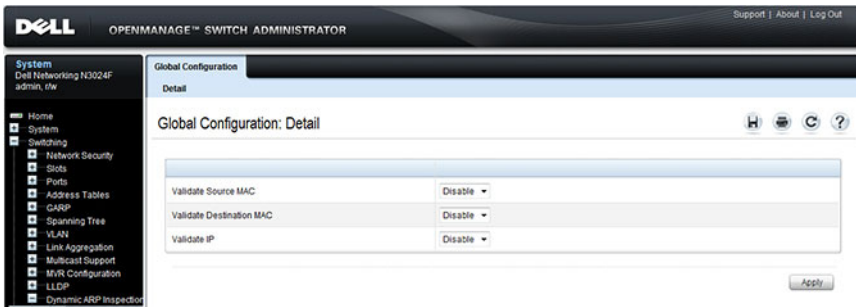 DELL
OPENMANAGE™ SWITCH ADMINISTRATOR
Support | About | Log Out
System
Dell Networking N3024F
admin, r/w
Home
System
Switching
Network Security
Slots
Ports
Address Tables
GARP
Spanning Tree
VLAN
Link Aggregation
Multicast Support
MVR Configuration
LLDP
Dynamic ARP Inspection
Global Configuration
Detail
Global Configuration: Detail
Validate Source MAC Disable
Validate Destination MAC Disable
Validate IP Disable
Apply